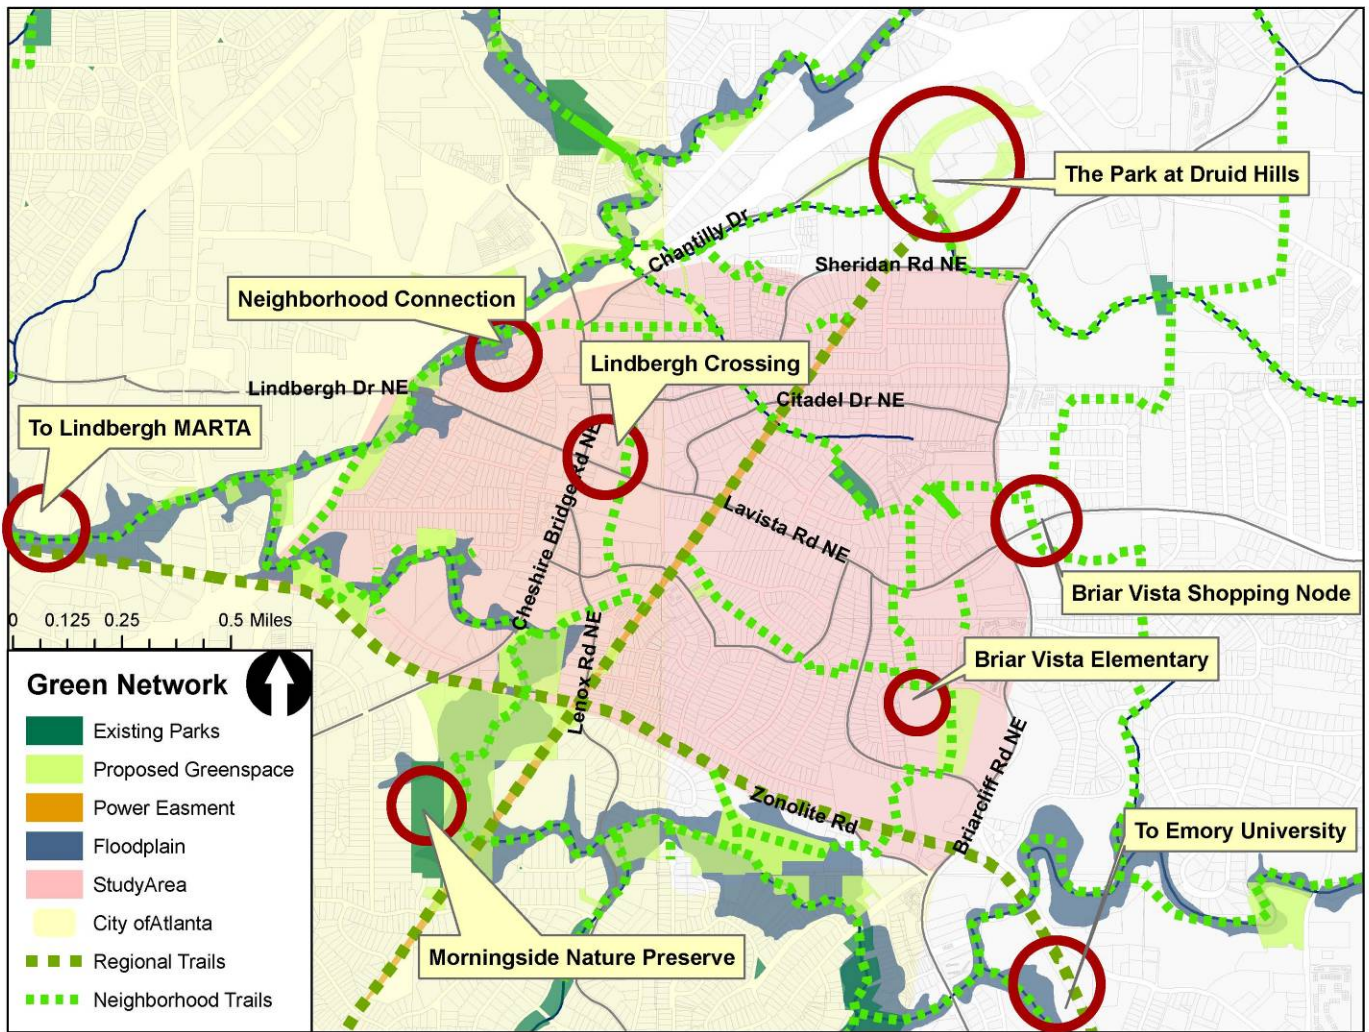 The Park at Druid Hills
Chantilly Dr
Sheridan Rd NE
Neighborhood Connection
Lindbergh Crossing
Lindbergh Dr NE
Citadel Dr NE
To Lindbergh MARTA
Cheshire Bridge Rd NE
Lavista Rd NE
Briar Vista Shopping Node
0 0.125 0.25 0.5 Miles
Lenox Rd NE
Briar Vista Elementary
Green Network
Existing Parks
Proposed Greenspace
Power Easment
Floodplain
StudyArea
City ofAtlanta
Regional Trails
Neighborhood Trails
Zonolite Rd
Briarcliff Rd NE
To Emory University
Morningside Nature Preserve